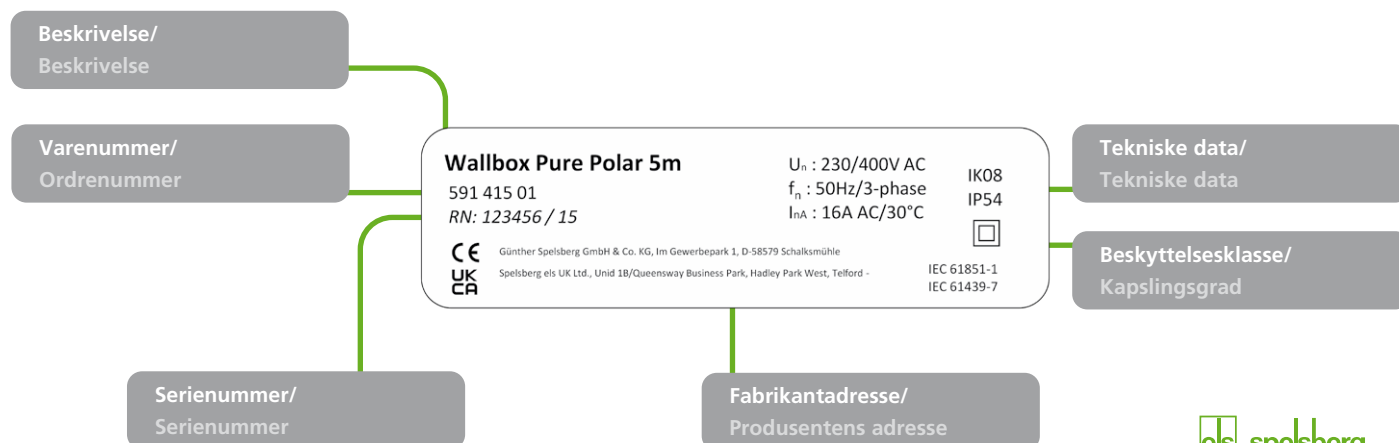 Beskrivelse/
Beskrivelse
Varenummer/
Ordrenummer
Wallbox Pure Polar 5m
591 415 01
RN: 123456 / 15
Un : 230/400V AC
fn : 50Hz/3-phase
InA : 16A AC/30°C
IK08
IP54
CE
UK
CA
Günther Spelsberg GmbH & Co. KG, Im Gewerbepark 1, D-58579 Schalksmühle
Spelsberg els UK Ltd., Unid 1B/Queensway Business Park, Hadley Park West, Telford -
IEC 61851-1
IEC 61439-7
Tekniske data/
Tekniske data
Beskyttelsesklasse/
Kapslingsgrad
Serienummer/
Serienummer
Fabrikantadresse/
Produsentens adresse
els spelsberg